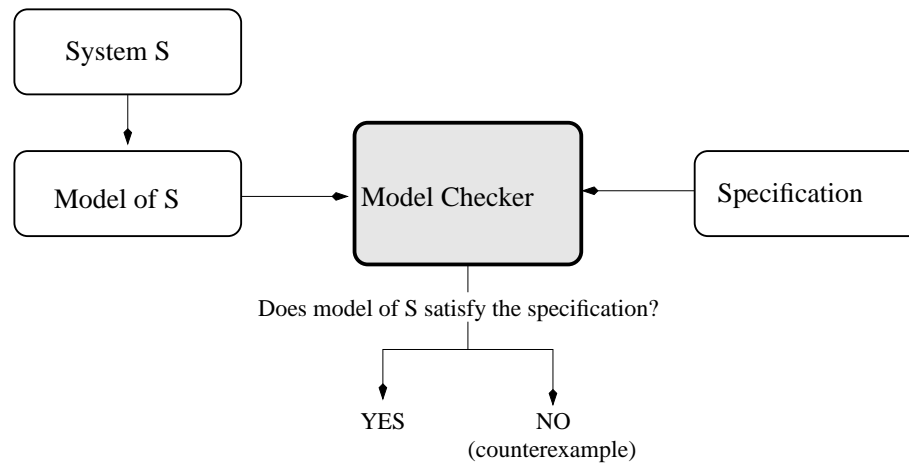 System S
Model of S
Model Checker
Specification
Does model of S satisfy the specification?
YES
NO
(counterexample)